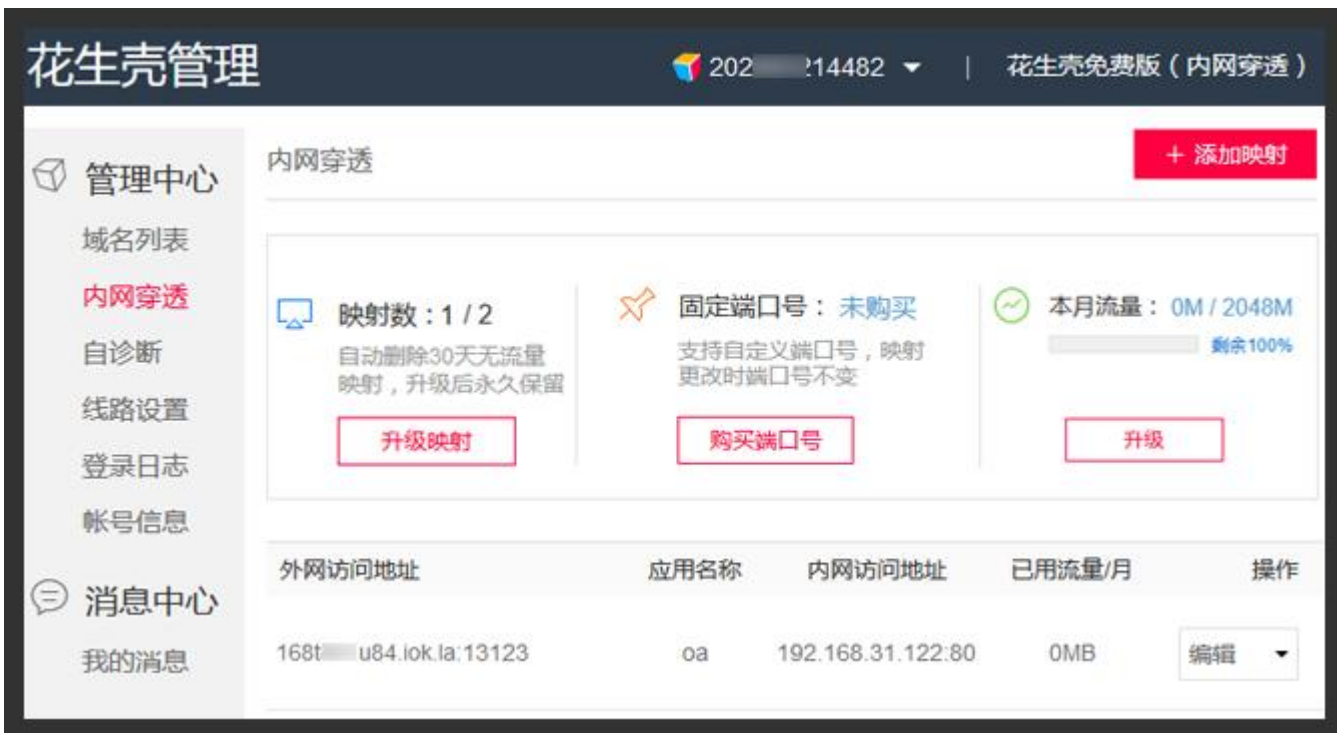 花生壳管理
202 214482
|
花生壳免费版（内网穿透）
管理中心
域名列表
内网穿透
自诊断
线路设置
登录日志
帐号信息
消息中心
我的消息
内网穿透
+ 添加映射
映射数：1 / 2
自动删除30天无流量
映射，升级后永久保留
升级映射
固定端口号： 未购买
支持自定义端口号，映射
更改时端口号不变
购买端口号
本月流量： 0M / 2048M
剩余100%
升级
外网访问地址 应用名称 内网访问地址 已用流量/月 操作
168t u84.iok.la:13123 oa 192.168.31.122:80 0MB 编辑